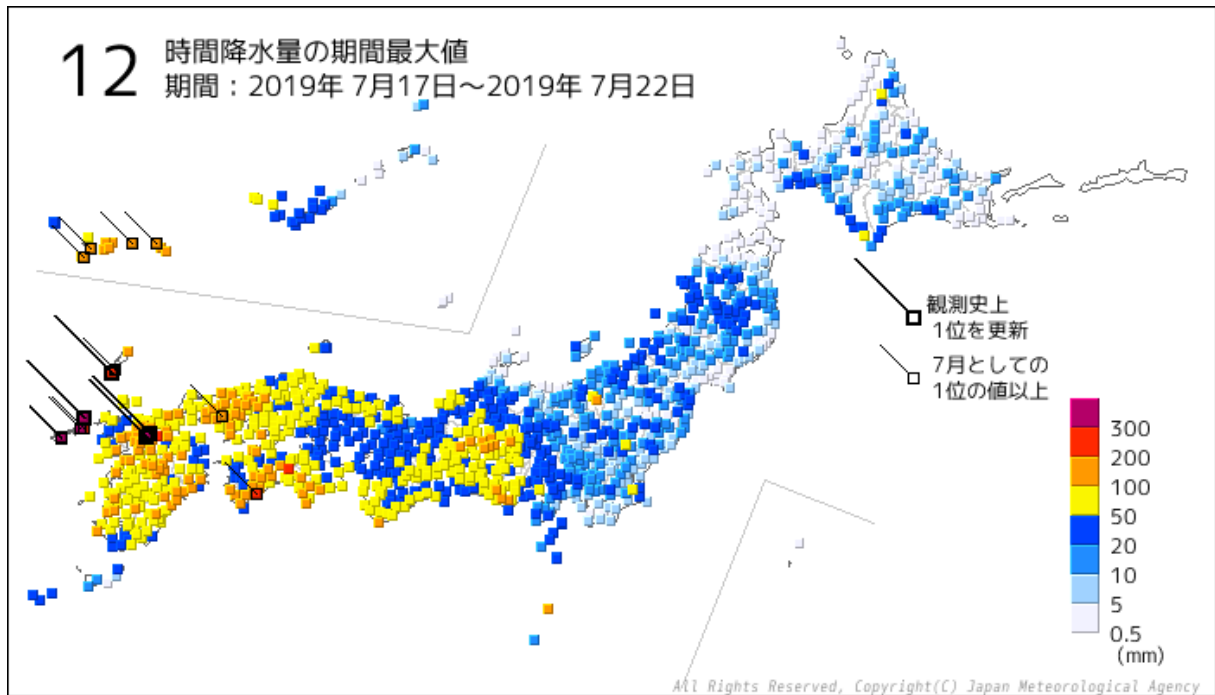 12 時間降水量の期間最大値
期間：2019年 7月17日～2019年 7月22日
観測史上
1位を更新
7月としての
1位の値以上
300
200
100
50
20
10
5
0.5
(mm)
All Rights Reserved, Copyright(C) Japan Meteorological Agency